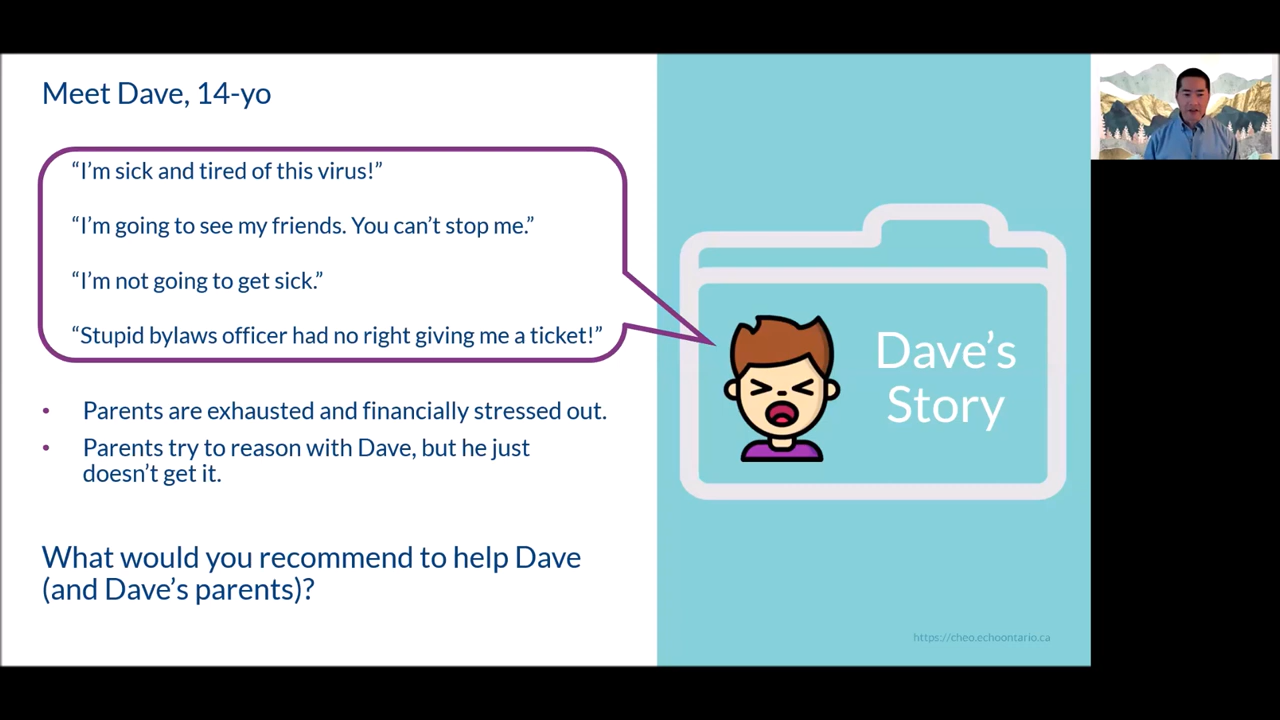 Meet Dave, 14-yo
“I’m sick and tired of this virus!”
“I’m going to see my friends. You can’t stop me.”
“I’m not going to get sick.”
“Stupid bylaws officer had no right giving me a ticket!”
• Parents are exhausted and financially stressed out.
• Parents try to reason with Dave, but he just
doesn’t get it.
What would you recommend to help Dave
(and Dave’s parents)?
Dave’s
Story
https://cheo.echoontario.ca